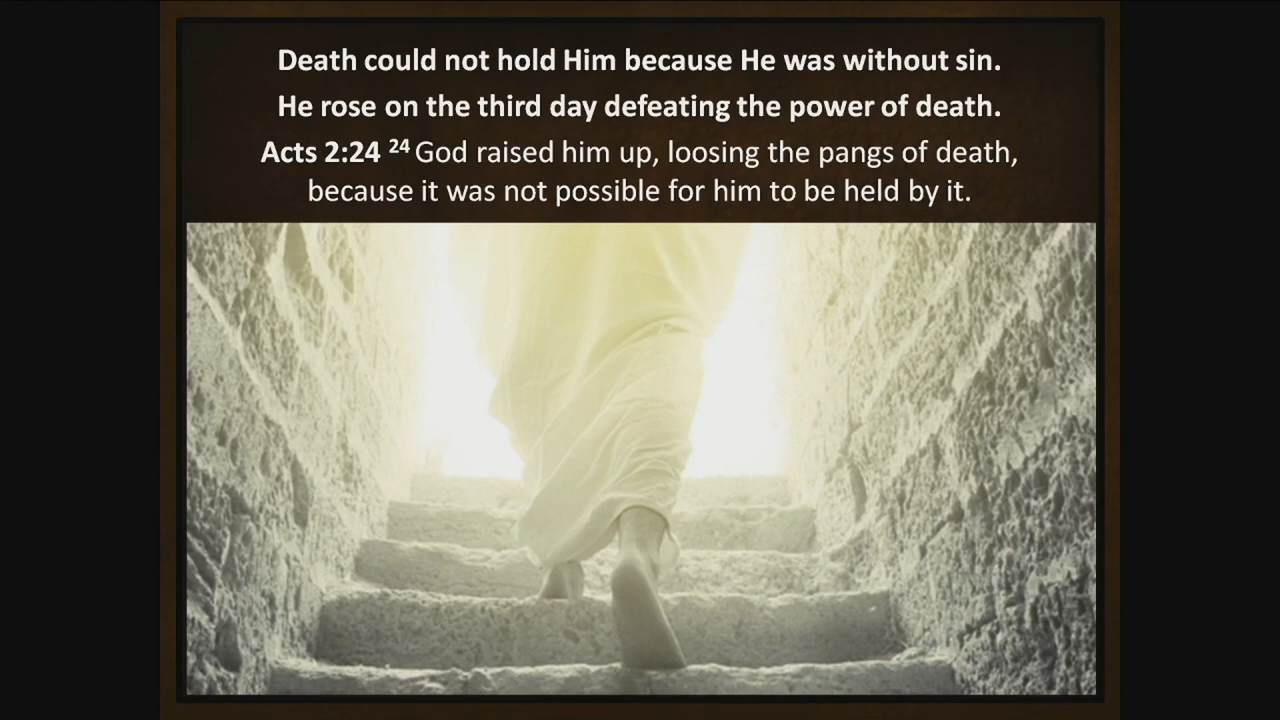 Death could not hold Him because He was without sin.
He rose on the third day defeating the power of death.
Acts 2:24 24 God raised him up, loosing the pangs of death,
because it was not possible for him to be held by it.